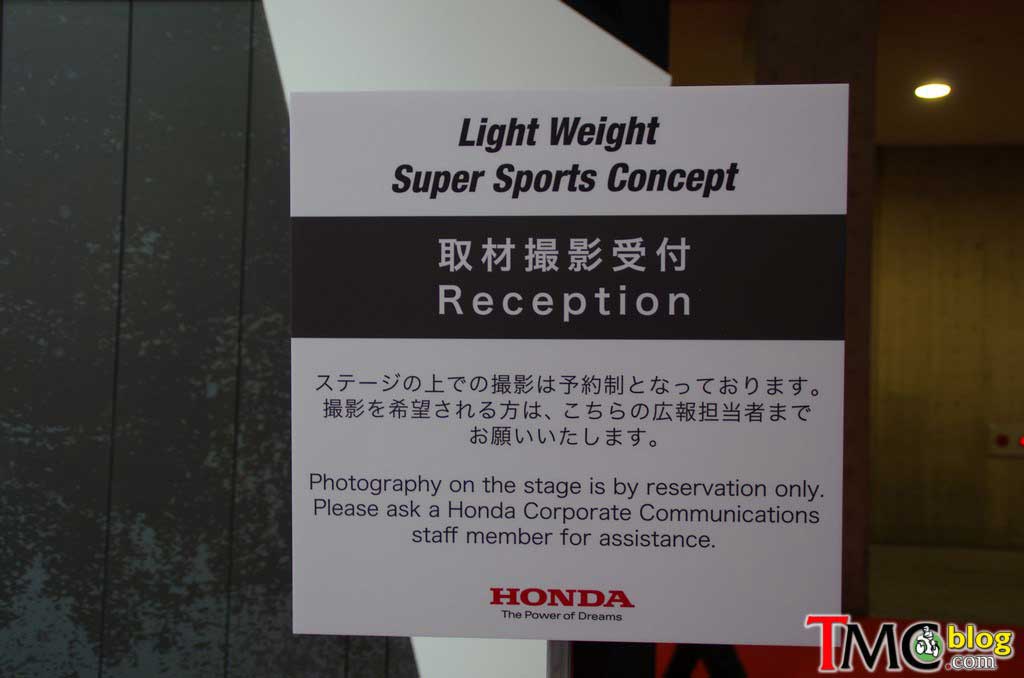 Light Weight
Super Sports Concept
取材撮影受付
Reception
ステージの上での撮影は予約制となっております。
撮影を希望される方は、こちらの広報担当者まで
お願いいたします。
Photography on the stage is by reservation only.
Please ask a Honda Corporate Communications
staff member for assistance.
HONDA
The Power of Dreams
TMCblog
.com